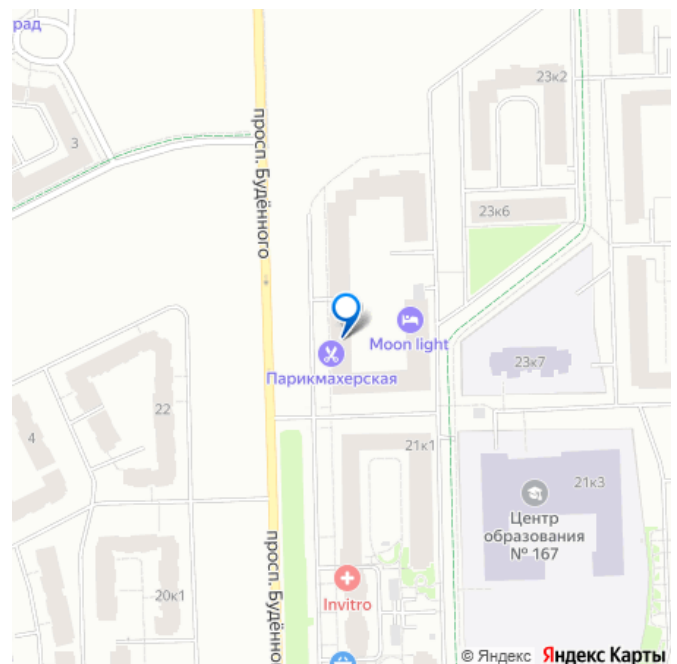 рад
3
23к2
просп. Будённого
23к6
Moon light
Парикмахерская
23к7
22
4
21к1
21к3
Центр
образования
№ 167
просп. Будённо
20к1
Invitro
© Яндекс Яндекс Карты